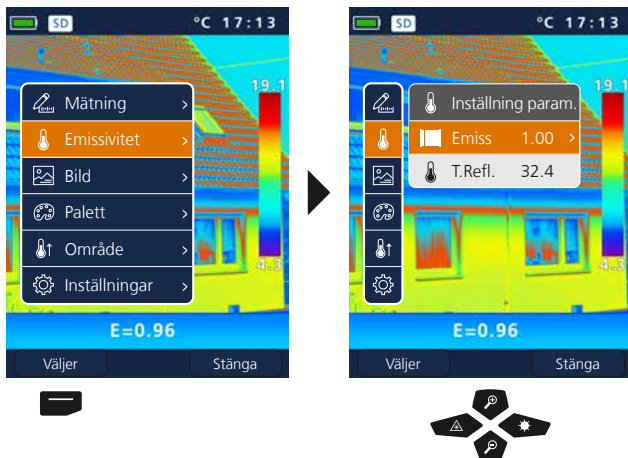 SD °C 17:13
19.1
Mätning
Emissivitet
Bild
Palett
Område
Inställningar
4.3
E=0.96
Väljer Stänga
SD °C 17:13
19.1
Inställning param.
Emiss 1.00
T.Refl. 32.4
4.3
E=0.96
Väljer Stänga